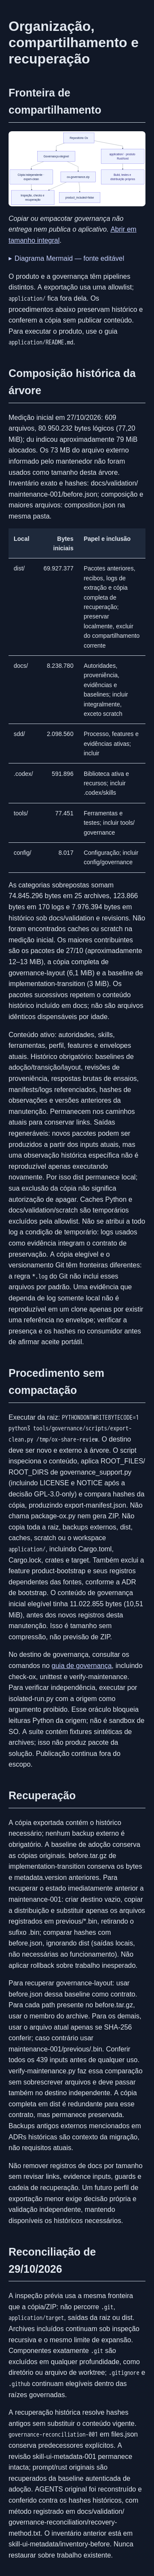 Organização,
compartilhamento e
recuperação
Fronteira de
compartilhamento
Copiar ou empacotar governança não
entrega nem publica o aplicativo. Abrir em
tamanho integral.
▸ Diagrama Mermaid — fonte editável
O produto e a governança têm pipelines
distintos. A exportação usa uma allowlist;
application/ fica fora dela. Os
procedimentos abaixo preservam histórico e
conferem a cópia sem publicar conteúdo.
Para executar o produto, use o guia
application/README.md.
Composição histórica da
árvore
Medição inicial em 27/10/2026: 609
arquivos, 80.950.232 bytes lógicos (77,20
MiB); du indicou aproximadamente 79 MiB
alocados. Os 73 MB do arquivo externo
informado pelo mantenedor não foram
usados como tamanho desta árvore.
Inventário exato e hashes: docs/validation/
maintenance-001/before.json; composição e
maiores arquivos: composition.json na
mesma pasta.
Local Bytes iniciais Papel e inclusão
dist/ 69.927.377 Pacotes anteriores,
recibos, logs de
extração e cópia
completa de
recuperação;
preservar
localmente, excluir
do compartilhamento
corrente
docs/ 8.238.780 Autoridades,
proveniência,
evidências e
baselines; incluir
integralmente,
exceto scratch
sdd/ 2.098.560 Processo, features e
evidências ativas;
incluir
.codex/ 591.896 Biblioteca ativa e
recursos; incluir
.codex/skills
tools/ 77.451 Ferramentas e
testes; incluir tools/
governance
config/ 8.017 Configuração; incluir
config/governance
As categorias sobrepostas somam
74.845.296 bytes em 25 archives, 123.866
bytes em 170 logs e 7.976.394 bytes em
histórico sob docs/validation e revisions. Não
foram encontrados caches ou scratch na
medição inicial. Os maiores contribuintes
são os pacotes de 27/10 (aproximadamente
12–13 MiB), a cópia completa de
governance-layout (6,1 MiB) e a baseline de
implementation-transition (3 MiB). Os
pacotes sucessivos repetem o conteúdo
histórico incluído em docs; não são arquivos
idênticos dispensáveis por idade.
Conteúdo ativo: autoridades, skills,
ferramentas, perfil, features e envelopes
atuais. Histórico obrigatório: baselines de
adoção/transição/layout, revisões de
proveniência, respostas brutas de ensaios,
manifests/logs referenciados, hashes de
observações e versões anteriores da
manutenção. Permanecem nos caminhos
atuais para conservar links. Saídas
regeneráveis: novos pacotes podem ser
produzidos a partir dos insumos atuais, mas
uma observação histórica específica não é
reproduzida apenas executando
novamente. Por isso dist permanece local;
sua exclusão da cópia não significa
autorização de apagar. Caches Python e
docs/validation/scratch são temporários
excluídos pela allowlist. Não se atribui a todo
log a condição de temporário: logs usados
como evidência integram o contrato de
preservação. A cópia elegível e o
versionamento Git têm fronteiras diferentes:
a regra *.log do Git não inclui esses
arquivos por padrão. Uma evidência que
depende de log somente local não é
reproduzível em um clone apenas por existir
uma referência no envelope; confira a
presença e os hashes no consumidor antes
de afirmar aceite portátil.
Procedimento sem
compactação
Executar da raiz: PYTHONDONTWRITEBYTECODE=1
python3 tools/governance/scripts/export-
clean.py /tmp/ox-share-review. O destino
deve ser novo e externo à árvore. O script
inspeciona o conteúdo, aplica ROOT_FILES/
ROOT_DIRS de governance_support.py
(incluindo LICENSE e NOTICE após a
decisão GPL-3.0-only) e confere a hashes na
cópia, produzindo export-manifest.json. Não
chama package-ox.py nem gera ZIP. Não
copia toda a raiz, backups externos, dist,
caches, scratch ou o workspace
application/, incluindo Cargo.toml,
Cargo.lock, crates e target. Também exclui a
feature product-bootstrap e seus registros
dependentes das fontes, conforme a ADR
web bootstrap. O conteúdo de governança
inicial elegível tinha 11.022.855 bytes (10,51
MiB), antes dos novos registros desta
manutenção. Isso é tamanho sem
compressão, não previsão de ZIP.
No destino de governança, consultar os
comandos no guia de governança, incluindo
check-ox, unittest e verify-maintenance.
Para verificar independência, executar por
isolated-run.py com a origem como
argumento proibido. Esse oráculo bloqueia
leituras Python da origem; não é sandbox de
SO. A suíte contém fixtures sintéticas de
archives; isso não produz pacote da
solução. Publicação continua fora do
escopo.
Recuperação
A cópia exportada contém o histórico
necessário; nenhum backup externo é
obrigatório. A baseline de adoção conserva
as cópias originais. before.tar.gz de
implementation-transition conserva os bytes
e metadata.version anteriores. Para
recuperar o estado imediatamente anterior a
maintenance-001: criar destino vazio, copiar
a distribuição e substituir apenas os arquivos
registrados em previous/*.bin, retirando o
sufixo .bin; comparar hashes com
before.json, ignorando dist (saídas locais,
não necessárias ao funcionamento). Não
aplicar rollback sobre trabalho inesperado.
Para recuperar governance-layout: usar
before.json dessa baseline como contrato.
Para cada path presente no before.tar.gz,
usar o membro do archive. Para os demais,
usar o arquivo atual apenas se SHA-256
conferir; caso contrário usar
maintenance-001/previous/.bin. Conferir
todos os 439 inputs antes de qualquer uso.
verify-maintenance.py faz essa comparação
sem sobrescrever arquivos e deve passar
também no destino independente. A cópia
completa em dist é redundante para esse
contrato, mas permanece preservada.
Backups antigos externos mencionados em
ADRs históricas são contexto da migração,
não requisitos atuais.
Não remover registros de docs por tamanho
sem revisar links, evidence inputs, guards e
cadeia de recuperação. Um futuro perfil de
exportação menor exige decisão própria e
validação independente, mantendo
disponíveis os históricos necessários.
Reconciliação de
29/10/2026
A inspeção prévia usa a mesma fronteira
que a cópia/ZIP: não percorre .git,
application/target, saídas da raiz ou dist.
Archives incluídos continuam sob inspeção
recursiva e o mesmo limite de expansão.
Componentes exatamente .git são
excluídos em qualquer profundidade, como
diretório ou arquivo de worktree; .gitignore e
.github continuam elegíveis dentro das
raízes governadas.
A recuperação histórica resolve hashes
antigos sem substituir o conteúdo vigente.
governance-reconciliation-001 em files.json
conserva predecessores explícitos. A
revisão skill-ui-metadata-001 permanece
intacta; prompt/rust originais são
recuperados da baseline autenticada de
adoção. AGENTS original foi reconstruído e
conferido contra os hashes históricos, com
método registrado em docs/validation/
governance-reconciliation/recovery-
method.txt. O inventário anterior está em
skill-ui-metadata/inventory-before. Nunca
restaurar sobre trabalho existente.